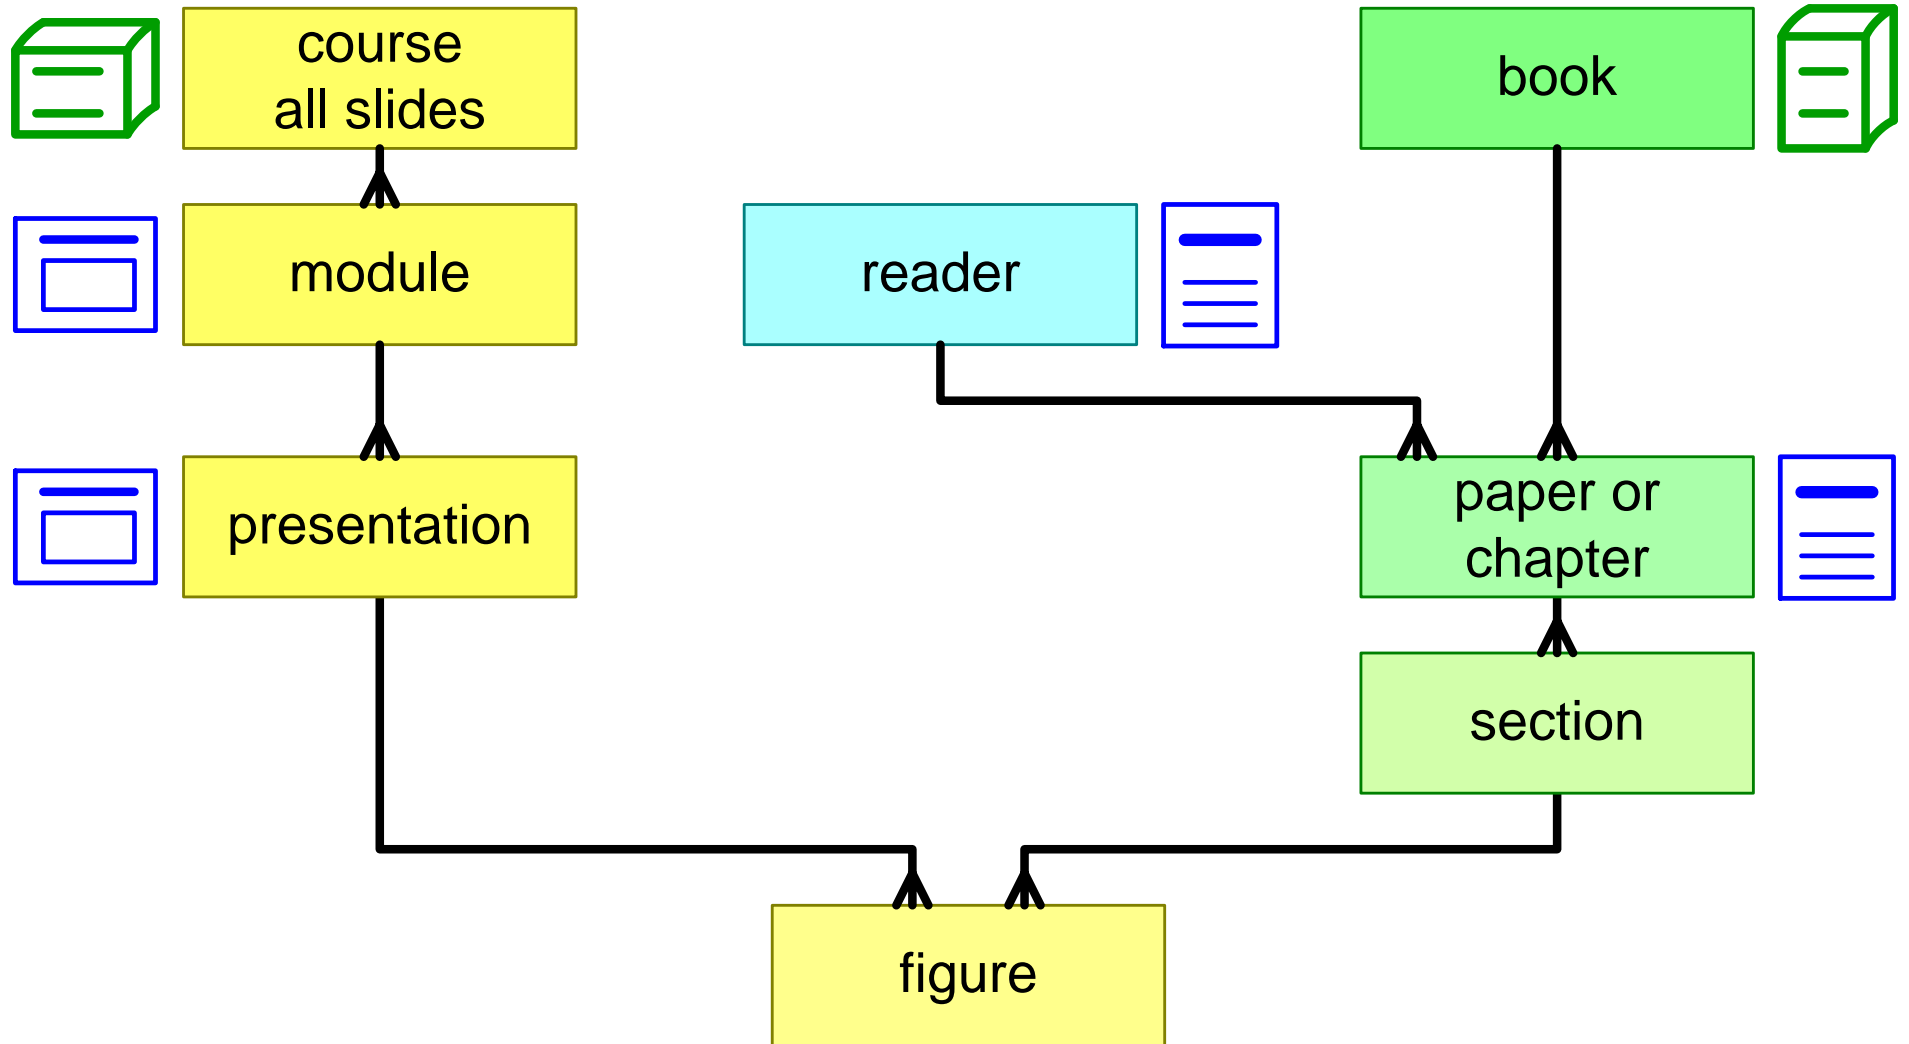 course
all slides
book
module
reader
presentation
paper or
chapter
section
figure